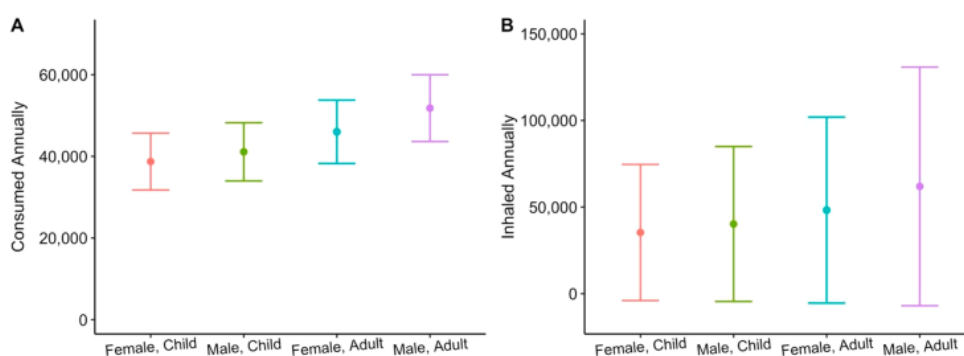 A
Consumed Annually
60,000
40,000
20,000
0
Female, Child
Male, Child
Female, Adult
Male, Adult
B
Inhaled Annually
150,000
100,000
50,000
0
Female, Child
Male, Child
Female, Adult
Male, Adult